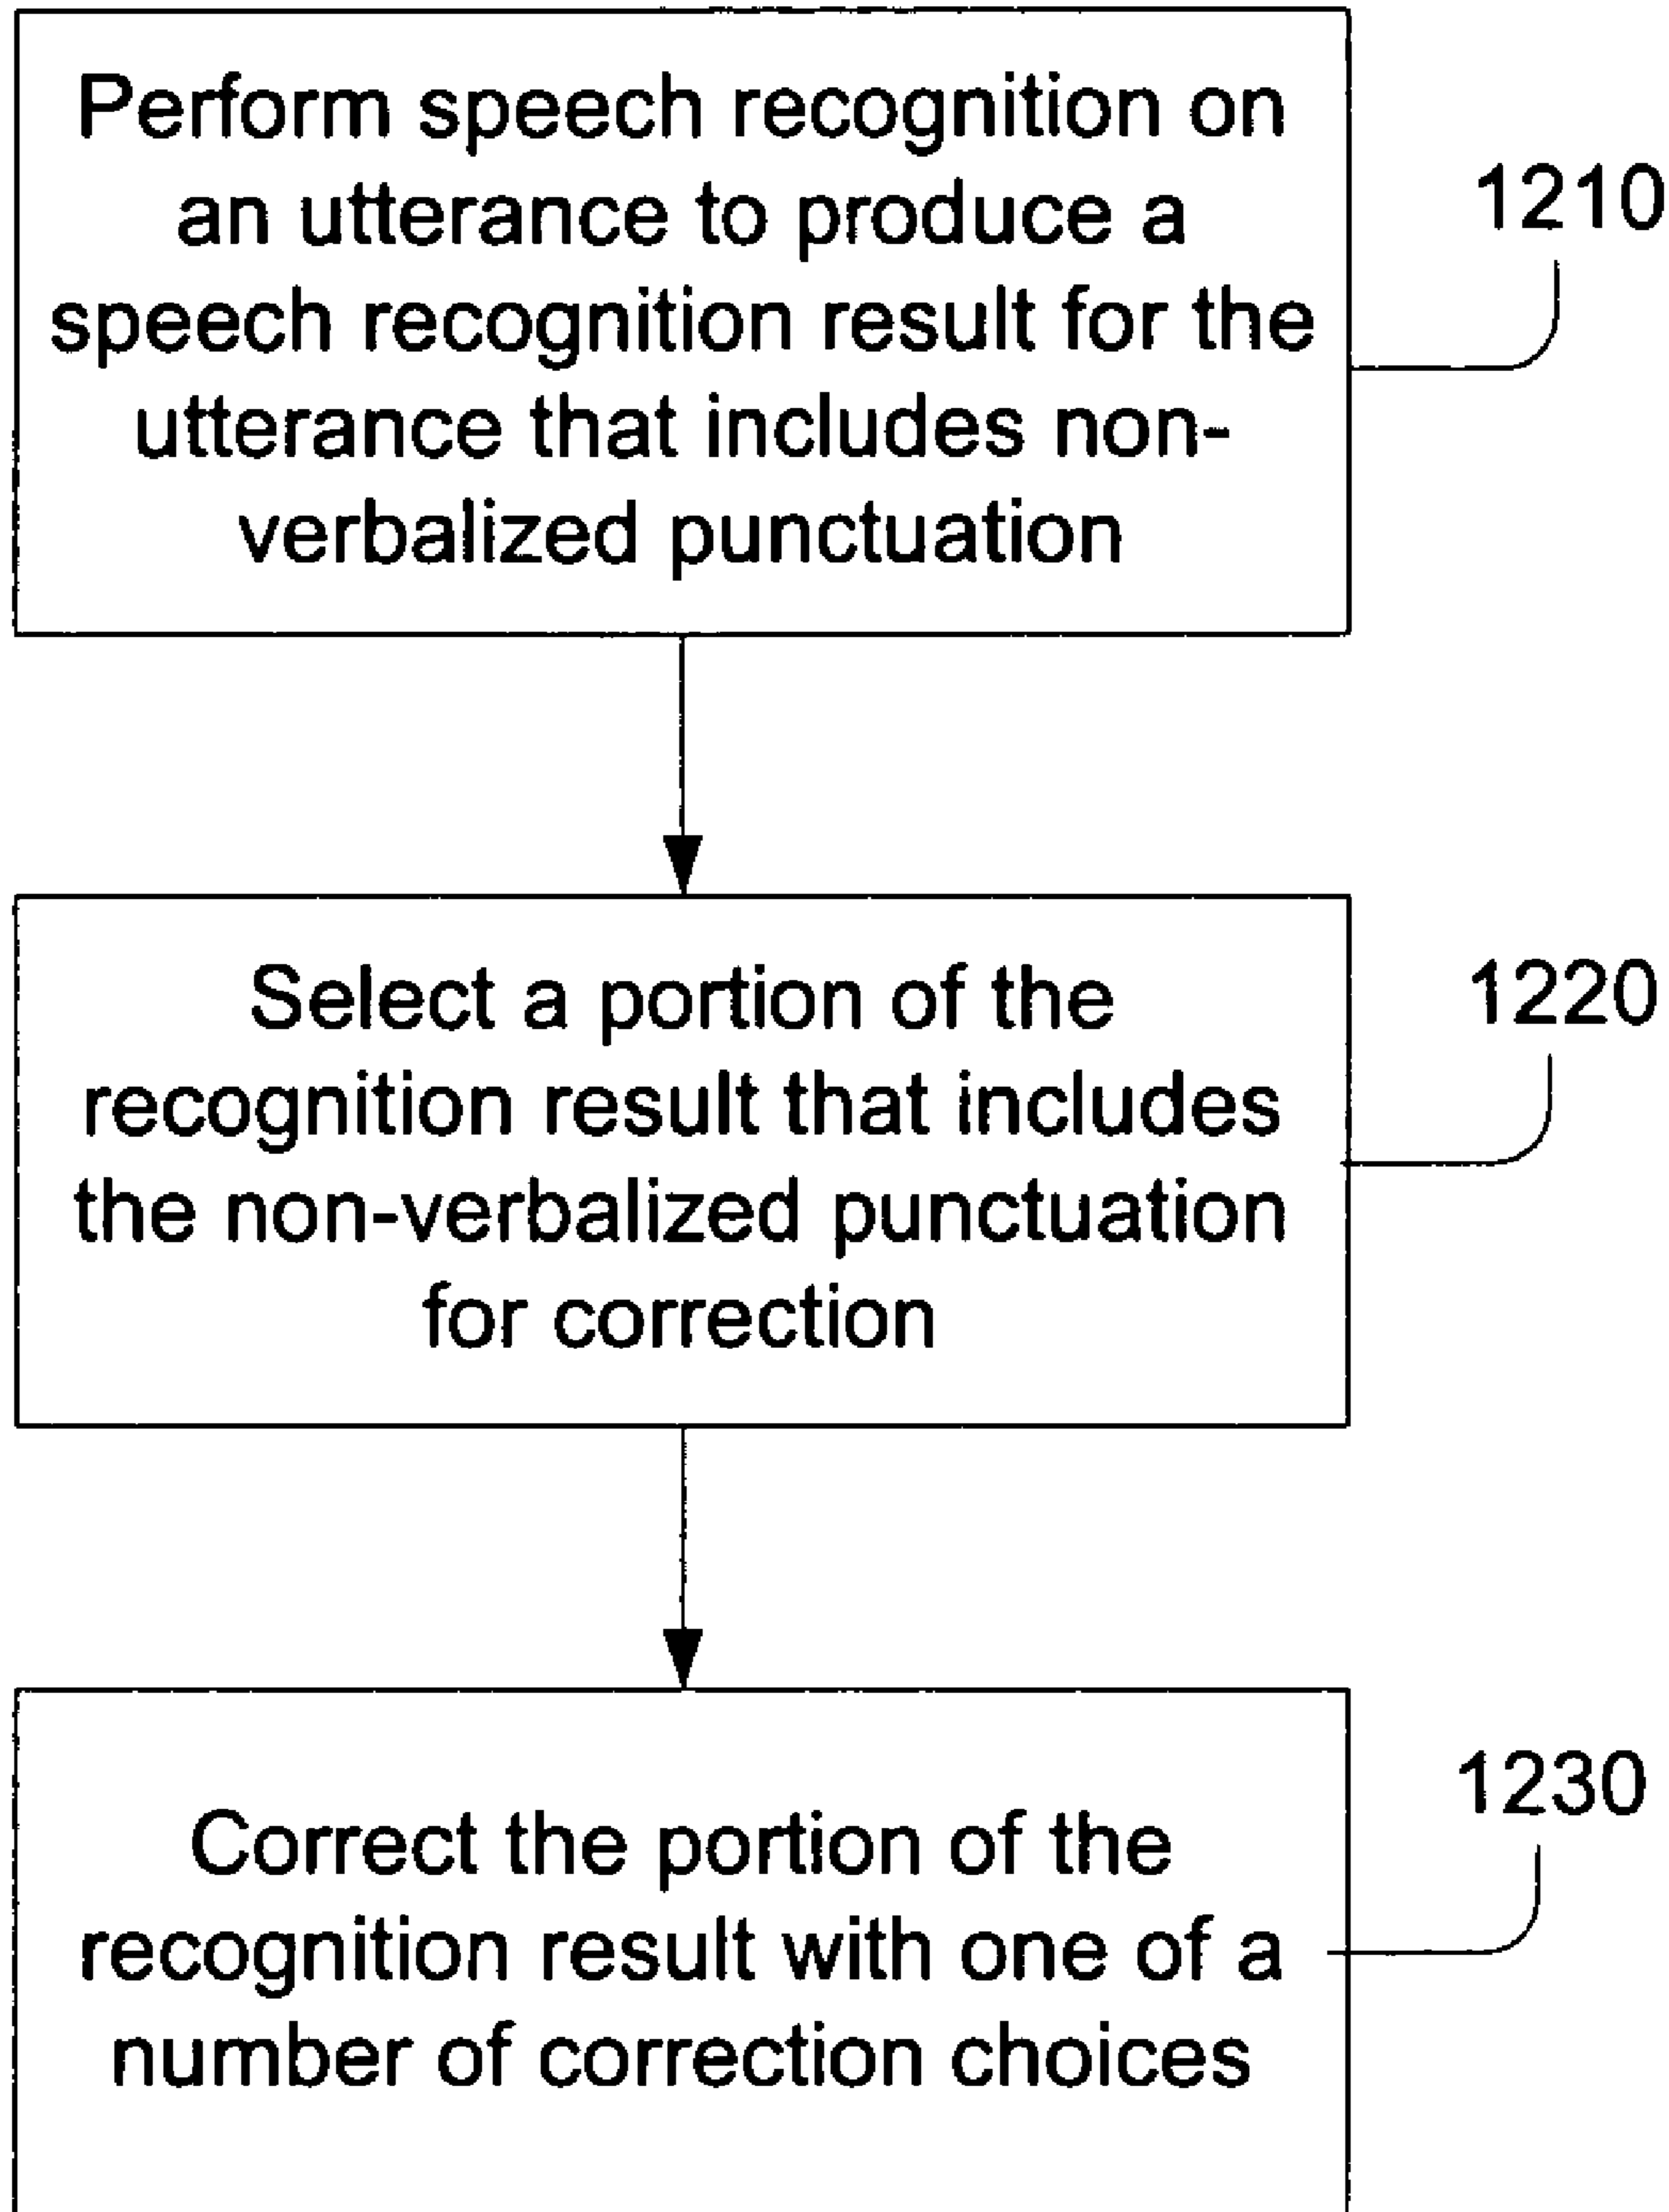 Perform speech recognition on
an utterance to produce a
speech recognition result for the
utterance that includes non-
verbalized punctuation
1210
Select a portion of the
recognition result that includes
the non-verbalized punctuation
for correction
1220
Correct the portion of the
recognition result with one of a
number of correction choices
1230